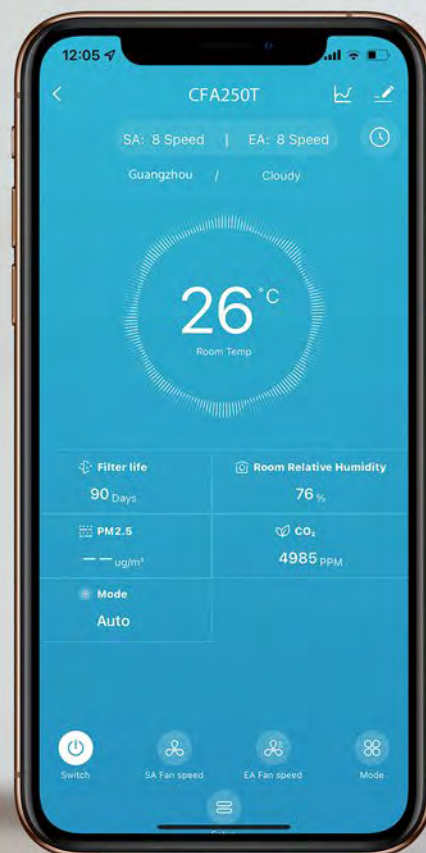 12:05
CFA250T
SA: 8 Speed | EA: 8 Speed
Guangzhou / Cloudy
26 °C
Room Temp
Filter life
90 Days
Room Relative Humidity
76 %
PM2.5
—— ug/m³
CO₂
4985 PPM
Mode
Auto
Switch
SA Fan speed
EA Fan speed
Mode